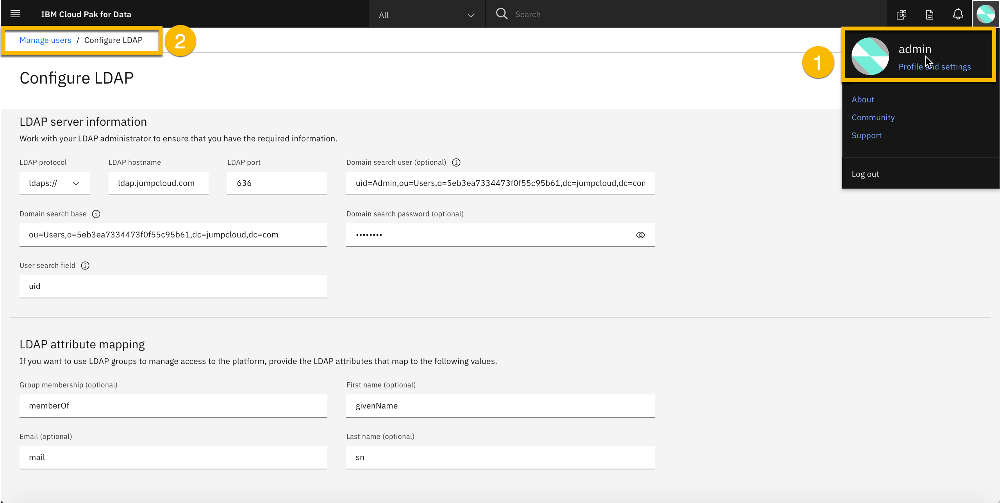 IBM Cloud Pak for Data
All
Search
Manage users / Configure LDAP
2
1
admin
Profile and settings
About
Community
Support
Log out
Configure LDAP
LDAP server information
Work with your LDAP administrator to ensure that you have the required information.
LDAP protocol
LDAP hostname
LDAP port
Domain search user (optional)
ldaps://
ldap.jumpcloud.com
636
uid=Admin,ou=Users,o=5eb3ea7334473f0f55c95b61,dc=jumpcloud,dc=con
Domain search base
Domain search password (optional)
ou=Users,o=5eb3ea7334473f0f55c95b61,dc=jumpcloud,dc=com
••••••••
User search field
uid
LDAP attribute mapping
If you want to use LDAP groups to manage access to the platform, provide the LDAP attributes that map to the following values.
Group membership (optional)
First name (optional)
memberOf
givenName
Email (optional)
Last name (optional)
mail
sn